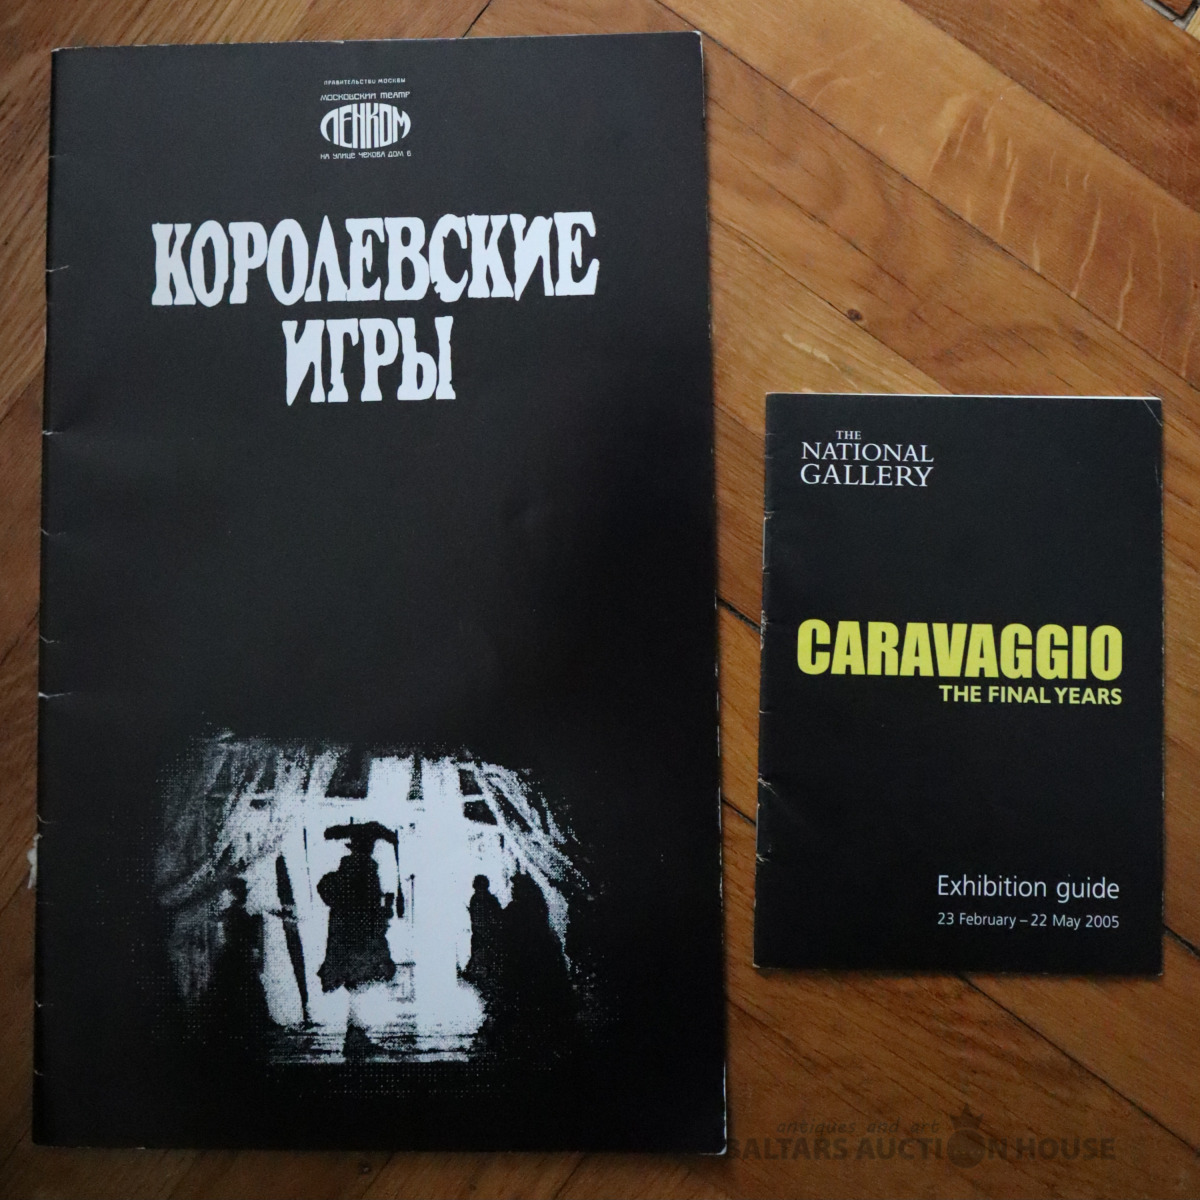 ПРАВИТЕЛЬСТВО МОСКВЫ
МОСКОВСКИЙ ТЕАТР
ЛЕНКОМ
НА УЛИЦЕ ЧЕХОВА ДОМ 6
КОРОЛЕВСКИЕ
ИГРЫ
THE
NATIONAL
GALLERY
CARAVAGGIO
THE FINAL YEARS
Exhibition guide
23 February – 22 May 2005
antiques and art
BALTARS AUCTION HOUSE